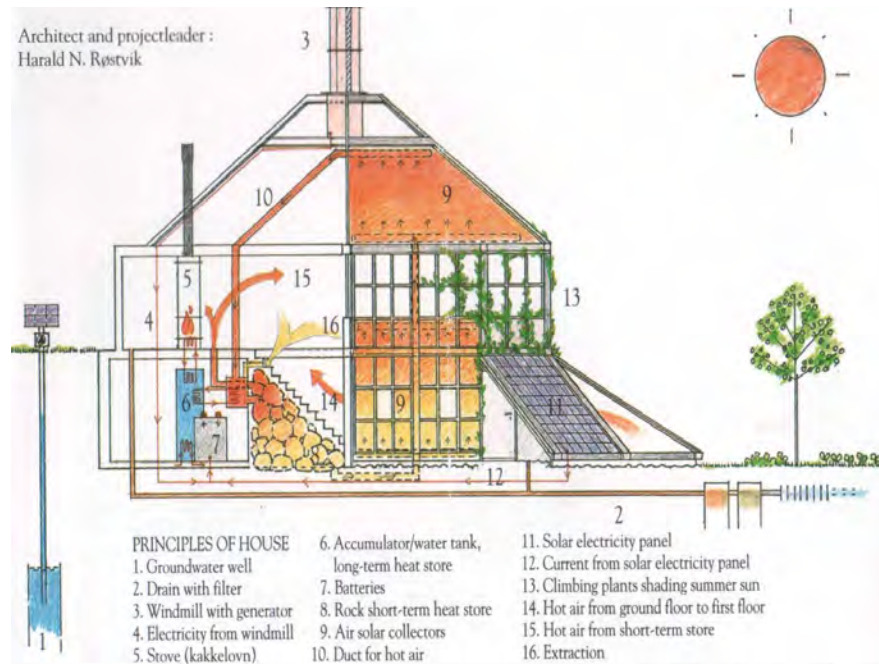 Architect and projectleader :
Harald N. Røstvik
3
10
9
5
15
4
16
13
6
14
9
11
7
12
2
1
PRINCIPLES OF HOUSE
1. Groundwater well
2. Drain with filter
3. Windmill with generator
4. Electricity from windmill
5. Stove (kakkelovn)
6. Accumulator/water tank,
long-term heat store
7. Batteries
8. Rock short-term heat store
9. Air solar collectors
10. Duct for hot air
11. Solar electricity panel
12. Current from solar electricity panel
13. Climbing plants shading summer sun
14. Hot air from ground floor to first floor
15. Hot air from short-term store
16. Extraction